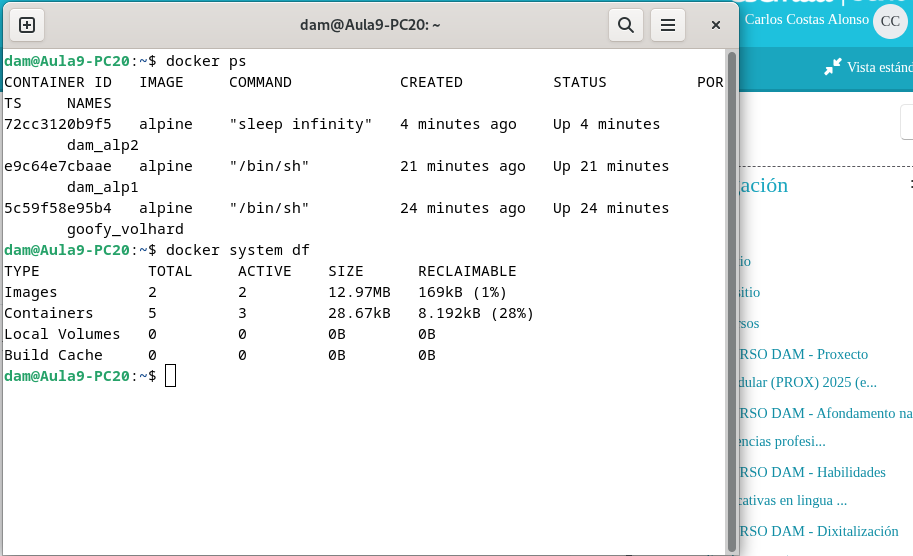 dam@Aula9-PC20: ~
Carlos Costas Alonso
CC
Vista están
dam@Aula9-PC20:~$ docker ps
CONTAINER ID   IMAGE     COMMAND            CREATED          STATUS          POR
TS     NAMES
72cc3120b9f5   alpine    "sleep infinity"   4 minutes ago    Up 4 minutes
       dam_alp2
e9c64e7cbaae   alpine    "/bin/sh"          21 minutes ago   Up 21 minutes
       dam_alp1
5c59f58e95b4   alpine    "/bin/sh"          24 minutes ago   Up 24 minutes
       goofy_volhard
dam@Aula9-PC20:~$ docker system df
TYPE            TOTAL     ACTIVE    SIZE      RECLAIMABLE
Images          2         2         12.97MB   169kB (1%)
Containers      5         3         28.67kB   8.192kB (28%)
Local Volumes   0         0         0B        0B
Build Cache     0         0         0B        0B
dam@Aula9-PC20:~$
ación
io
itio
sos
RSO DAM - Proxecto
dular (PROX) 2025 (e...
RSO DAM - Afondamento na
encias profesi...
RSO DAM - Habilidades
cativas en lingua ...
RSO DAM - Dixitalización